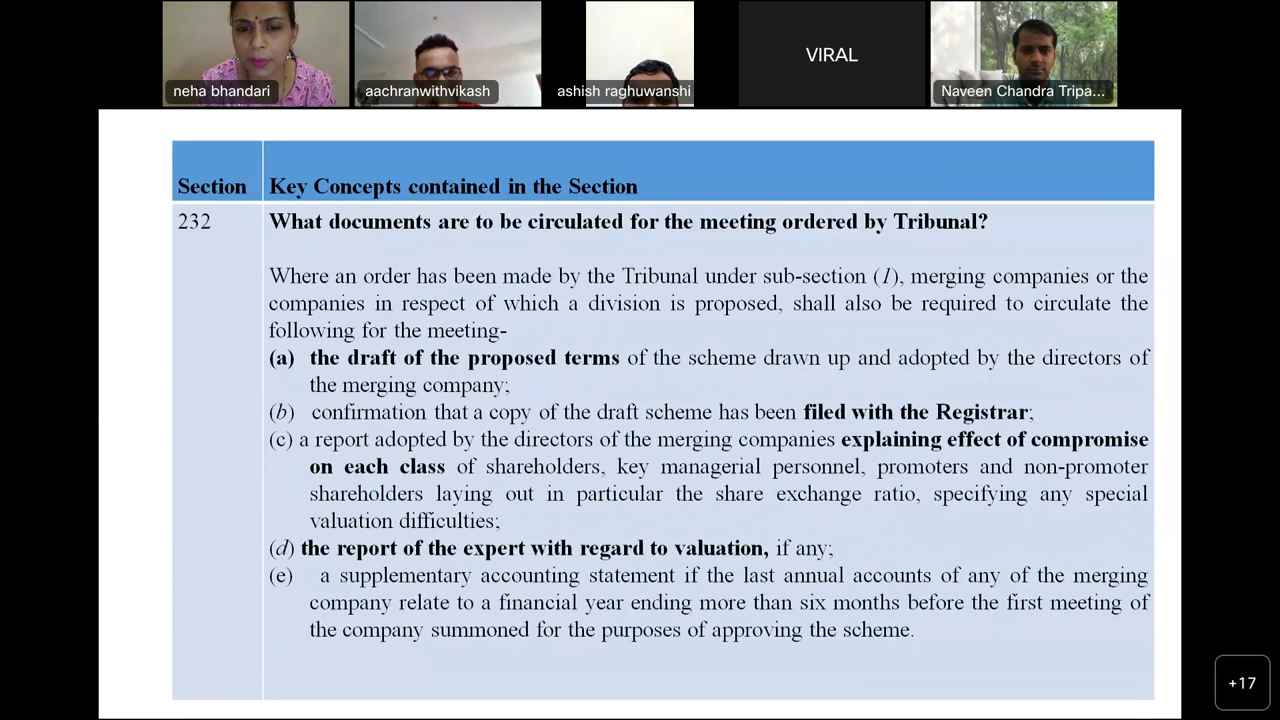 neha bhandari
aachranwithvikash
ashish raghuwanshi
VIRAL
Naveen Chandra Tripa...
Section
Key Concepts contained in the Section
232
What documents are to be circulated for the meeting ordered by Tribunal?
Where an order has been made by the Tribunal under sub-section (1), merging companies or the
companies in respect of which a division is proposed, shall also be required to circulate the
following for the meeting-
(a) the draft of the proposed terms of the scheme drawn up and adopted by the directors of
the merging company;
(b) confirmation that a copy of the draft scheme has been filed with the Registrar;
(c) a report adopted by the directors of the merging companies explaining effect of compromise
on each class of shareholders, key managerial personnel, promoters and non-promoter
shareholders laying out in particular the share exchange ratio, specifying any special
valuation difficulties;
(d) the report of the expert with regard to valuation, if any;
(e) a supplementary accounting statement if the last annual accounts of any of the merging
company relate to a financial year ending more than six months before the first meeting of
the company summoned for the purposes of approving the scheme.
+17